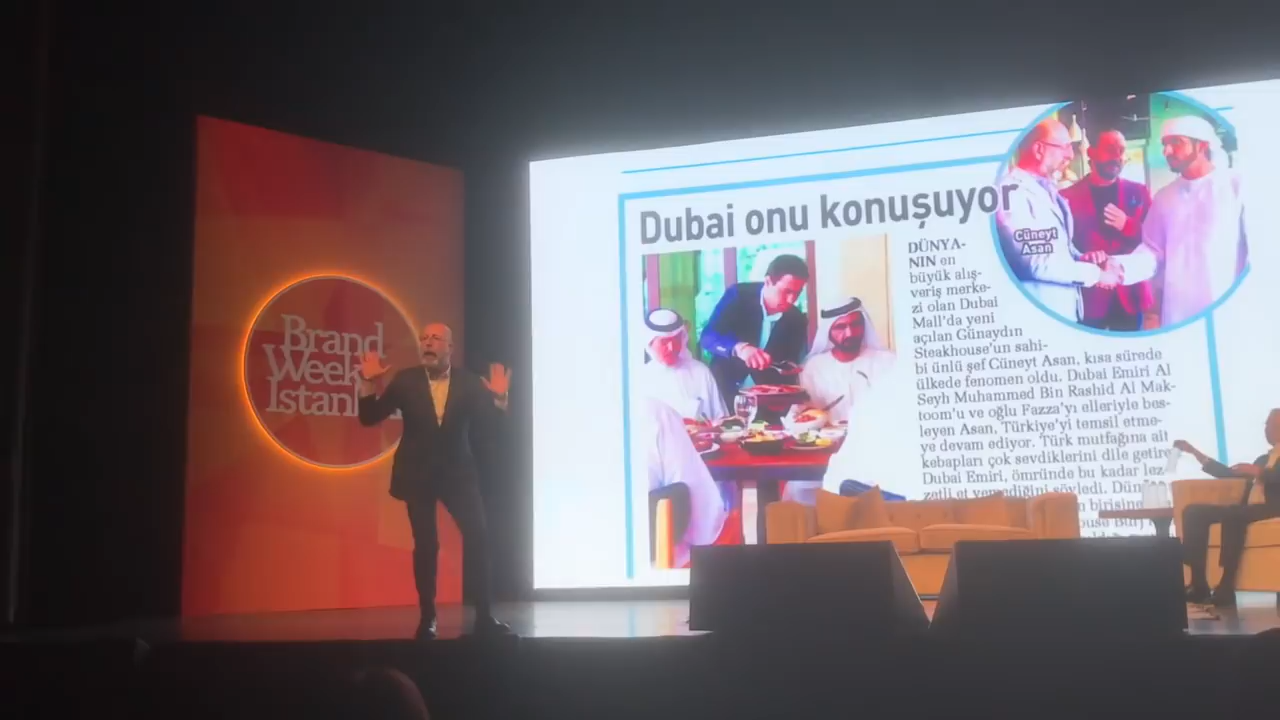 Brand
Week
Istan
Dubai onu konuşuyor
Cüneyt
Asan
DÜNYA-
NIN en
büyük alış-
veriş merke-
zi olan Dubai
Mall'da yeni
açılan Günaydın
Steakhouse'un sahi-
bi ünlü şef Cüneyt Asan, kısa sürede
ülkede fenomen oldu. Dubai Emiri Al
Seyh Muhammed Bin Rashid Al Mak-
toom'u ve oğlu Fazza'yı elleriyle bes-
leyen Asan, Türkiye'yi temsil etme-
ye devam ediyor. Türk mutfağına ait
kebapları çok sevdiklerini dile getire
Dubai Emiri, ömründe bu kadar lez-
zetli et yemediğini söyledi. Dün
n birisine